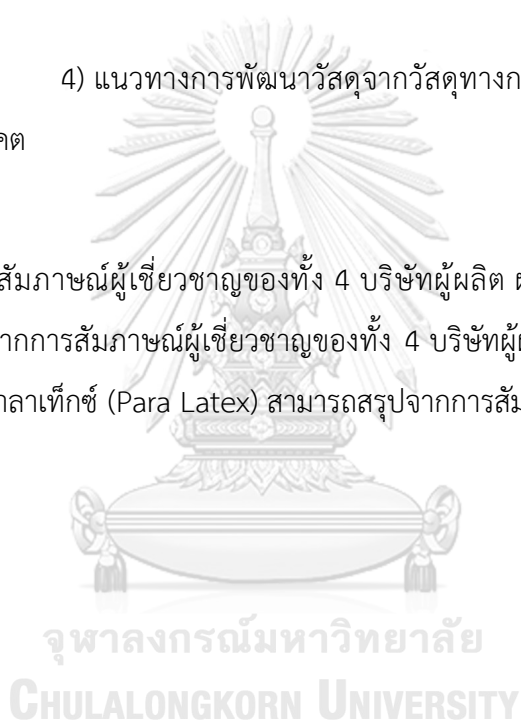 4) แนวทางการพัฒนาวัสดุจากวัสดุทางก
คต
สัมภาษณ์ผู้เชี่ยวชาญของทั้ง 4 บริษัทผู้ผลิต ผ
ากการสัมภาษณ์ผู้เชี่ยวชาญของทั้ง 4 บริษัทผู้ผ
าลาเท็กซ์ (Para Latex) สามารถสรุปจากการสัม
จุฬาลงกรณ์มหาวิทยาลัย
CHULALONGKORN UNIVERSITY